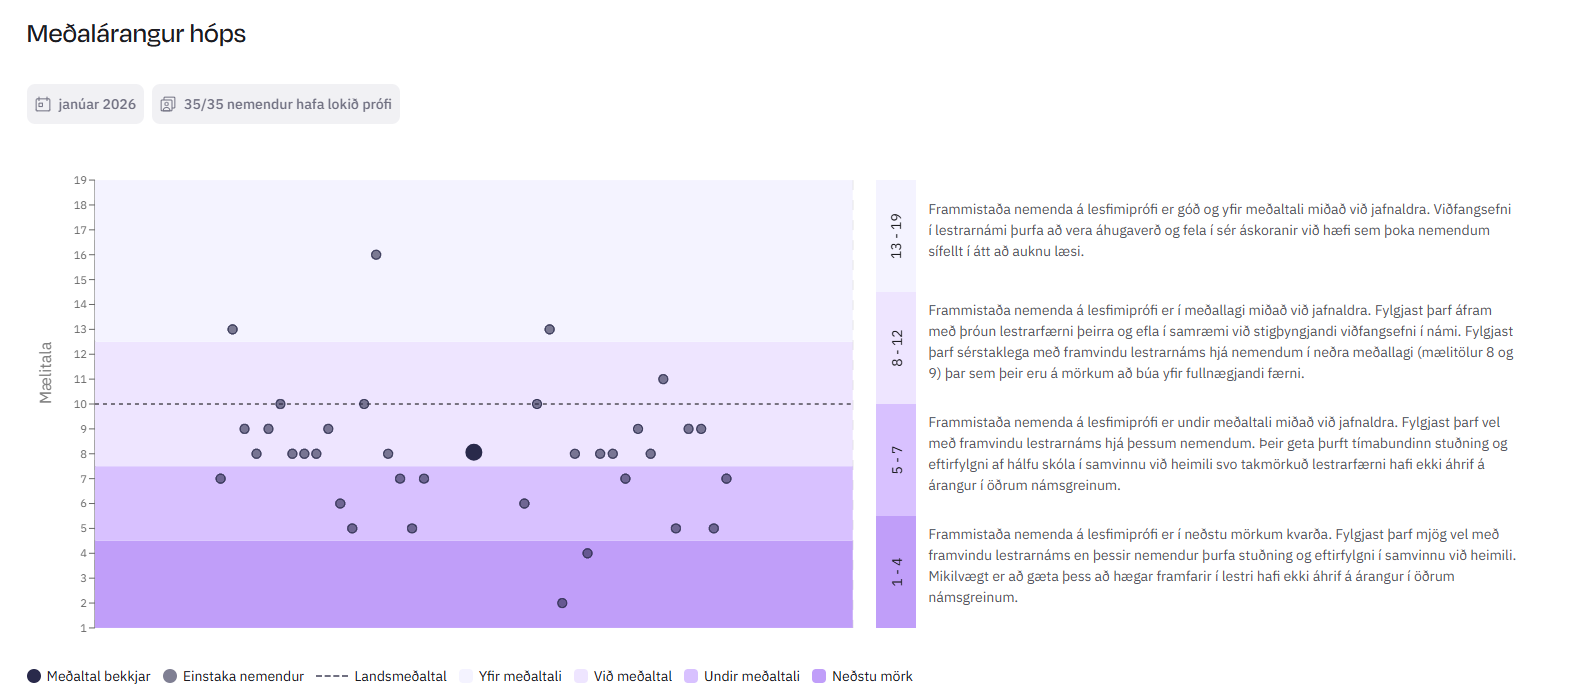 Meðalárangur hóps
janúar 2026
35/35 nemendur hafa lokið prófi
Mælitala
19
18
17
16
15
14
13
12
11
10
9
8
7
6
5
4
3
2
1
13 - 19
Frammistaða nemenda á lesfimiprófi er góð og yfir meðaltali miðað við jafnaldra. Viðfangsefni
í lestrarnámi þurfa að vera áhugaverð og fela í sér áskoranir við hæfi sem þoka nemendum
sífellt í átt að auknu læsi.
8 - 12
Frammistaða nemenda á lesfimiprófi er í meðallagi miðað við jafnaldra. Fylgjast þarf áfram
með þróun lestrarfærni þeirra og efla í samræmi við stigþyngjandi viðfangsefni í námi. Fylgjast
þarf sérstaklega með framvindu lestrarnáms hjá nemendum í neðra meðallagi (mælitölur 8 og
9) þar sem þeir eru á mörkum að búa yfir fullnægjandi færni.
5 - 7
Frammistaða nemenda á lesfimiprófi er undir meðaltali miðað við jafnaldra. Fylgjast þarf vel
með framvindu lestrarnáms hjá þessum nemendum. Þeir geta þurft tímabundinn stuðning og
eftirfylgni af hálfu skóla í samvinnu við heimili svo takmörkuð lestrarfærni hafi ekki áhrif á
árangur í öðrum námsgreinum.
1 - 4
Frammistaða nemenda á lesfimiprófi er í neðstu mörkum kvarða. Fylgjast þarf mjög vel með
framvindu lestrarnáms en þessir nemendur þurfa stuðning og eftirfylgni í samvinnu við heimili.
Mikilvægt er að gæta þess að hægar framfarir í lestri hafi ekki áhrif á árangur í öðrum
námsgreinum.
Meðaltal bekkjar
Einstaka nemendur
Landsmeðaltal
Yfir meðaltali
Við meðaltal
Undir meðaltali
Neðstu mörk